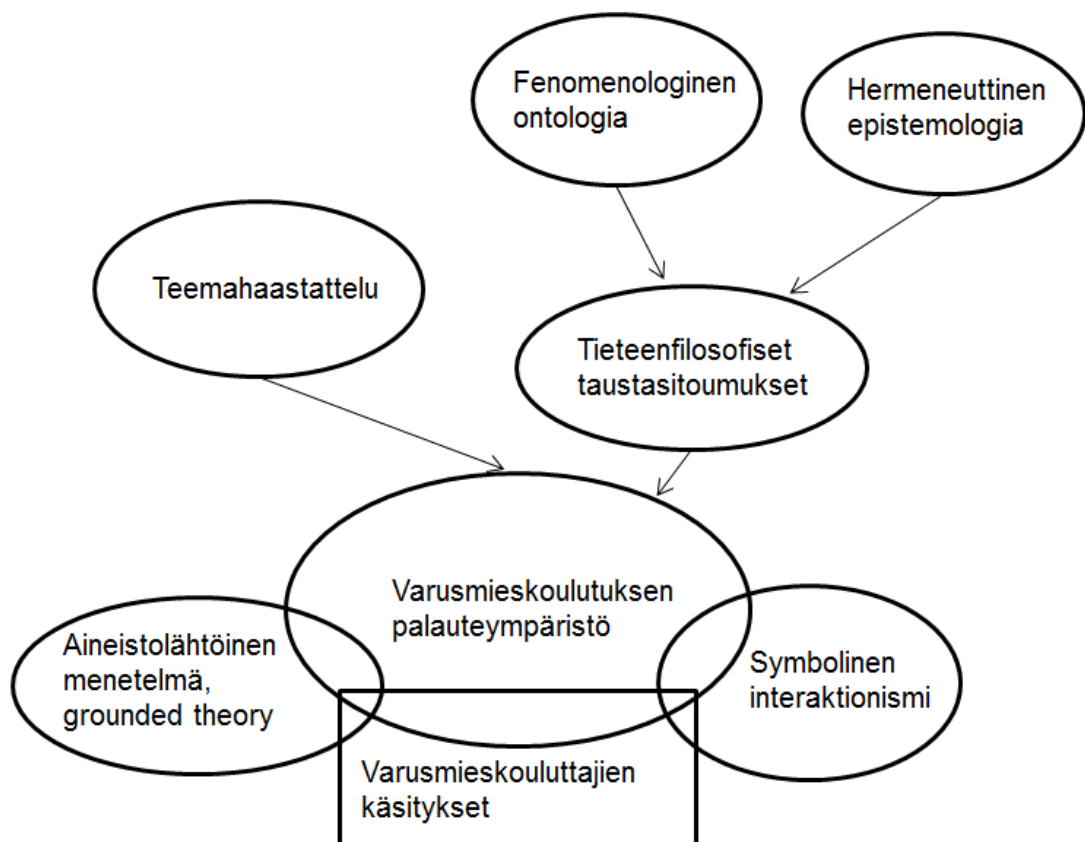 Fenomenologinen
ontologia
Hermeneuttinen
epistemologia
Teemahaastattelu
Tieteenfilosofiset
taustasitoumukset
Varusmieskoulutuksen
palauteympäristö
Aineistolähtöinen
menetelmä,
grounded theory
Symbolinen
interaktionismi
Varusmieskouluttajien
käsitykset